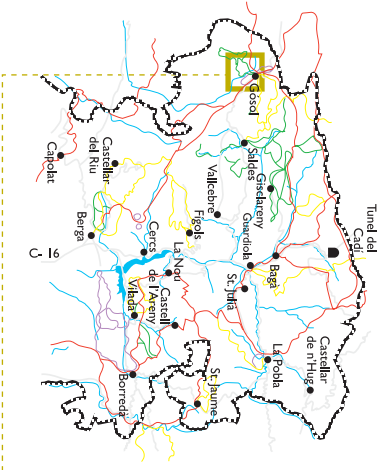 Gósol
Saldes
Gisclareny
Vallcebre
Castellar
del Riu
Capolat
Berga
Fígols
Cercs
La Nou
Guardiola
Bagà
Tunel del
Cadí
St. Julià
C- 16
Castell
de l'Areny
Vilada
Borredà
St. Jaume
La Pobla
Castellar
de n'Hug